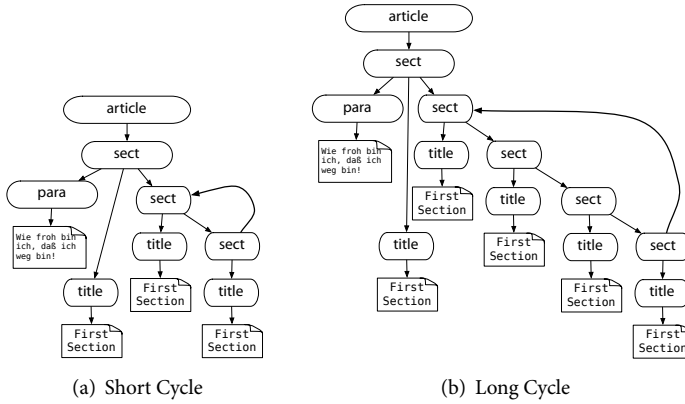 article
sect
para
sect
Wie froh bin
ich, daß ich
weg bin!
title
sect
title
First
Section
title
First
Section
First
Section
(a) Short Cycle
article
sect
para
sect
Wie froh bin
ich, daß ich
weg bin!
title
sect
First
Section
title
sect
title
First
Section
title
sect
First
Section
First
Section
title
First
Section
(b) Long Cycle